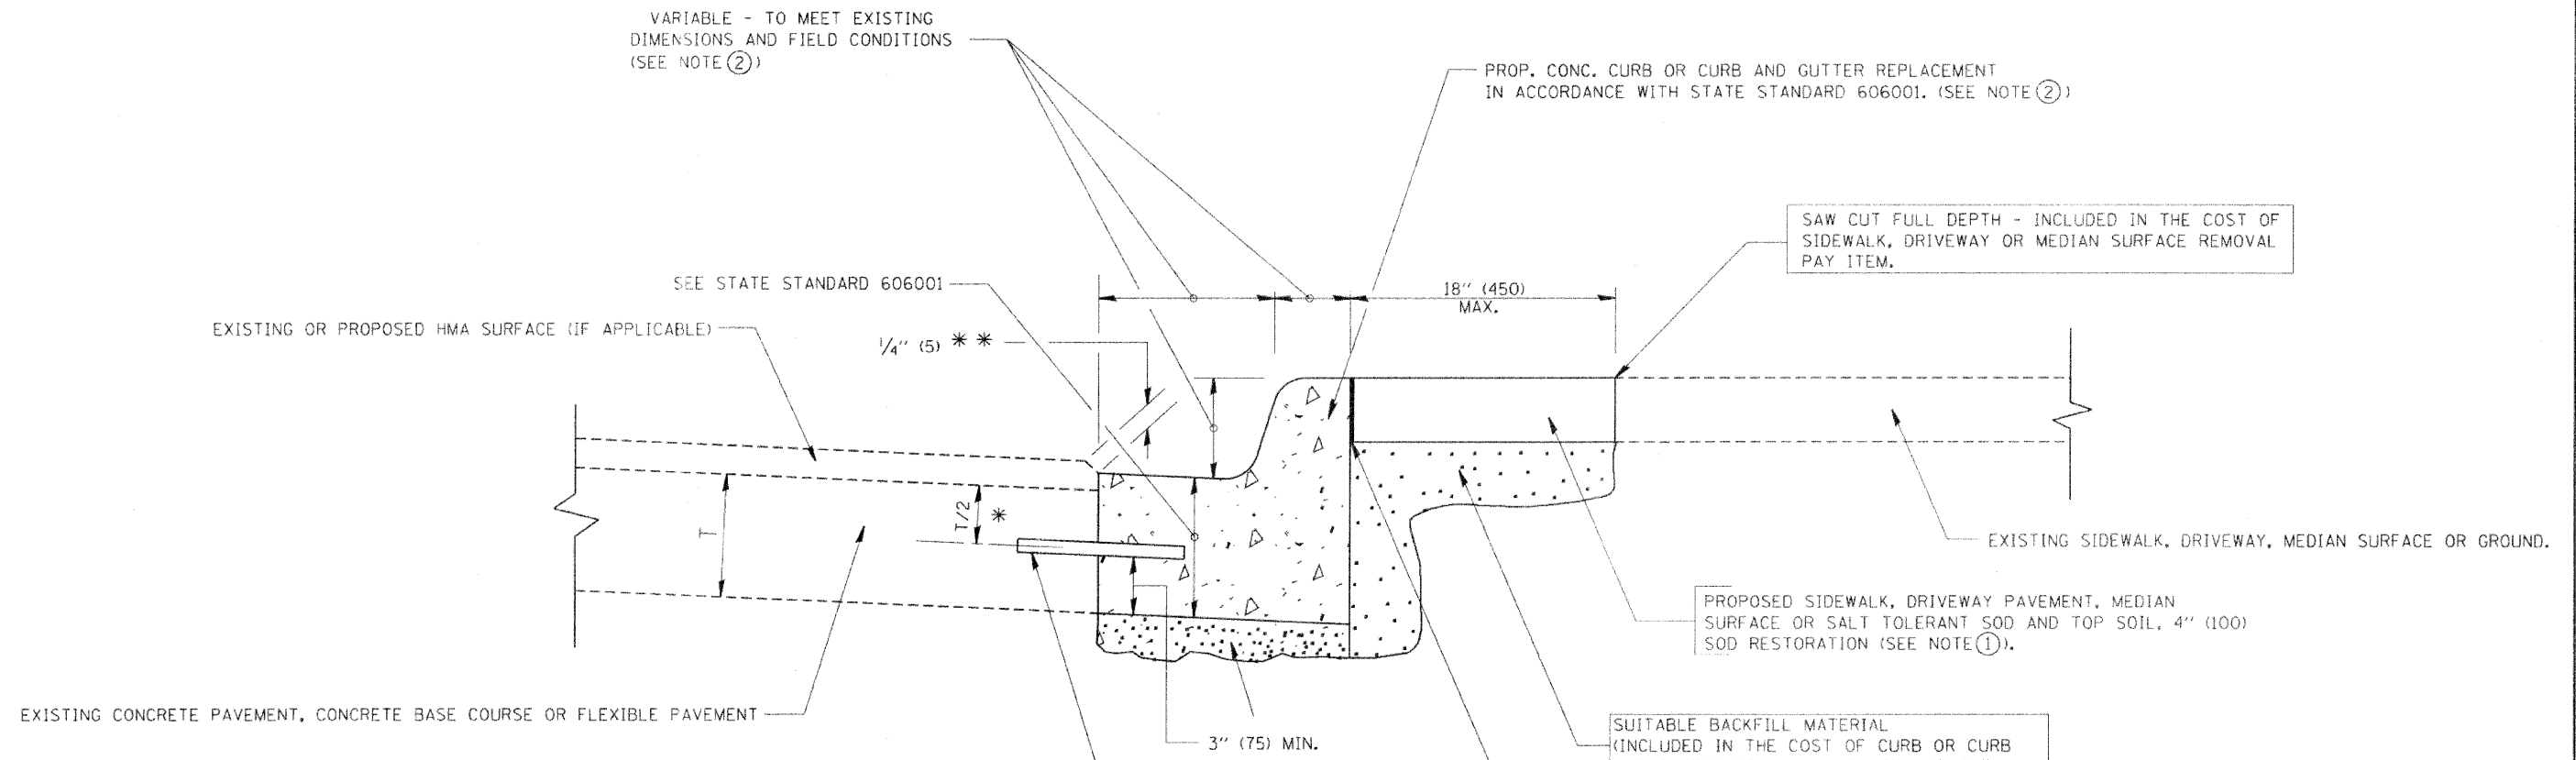 VARIABLE - TO MEET EXISTING
DIMENSIONS AND FIELD CONDITIONS
(SEE NOTE ②)
PROP. CONC. CURB OR CURB AND GUTTER REPLACEMENT
IN ACCORDANCE WITH STATE STANDARD 606001. (SEE NOTE ②)
SAW CUT FULL DEPTH - INCLUDED IN THE COST OF
SIDEWALK, DRIVEWAY OR MEDIAN SURFACE REMOVAL
PAY ITEM.
SEE STATE STANDARD 606001
18" (450)
MAX.
EXISTING OR PROPOSED HMA SURFACE (IF APPLICABLE)
1/4" (5) * *
T
T/2 *
EXISTING SIDEWALK, DRIVEWAY, MEDIAN SURFACE OR GROUND.
PROPOSED SIDEWALK, DRIVEWAY PAVEMENT, MEDIAN
SURFACE OR SALT TOLERANT SOD AND TOP SOIL, 4" (100)
SOD RESTORATION (SEE NOTE ①).
EXISTING CONCRETE PAVEMENT, CONCRETE BASE COURSE OR FLEXIBLE PAVEMENT
3" (75) MIN.
SUITABLE BACKFILL MATERIAL
(INCLUDED IN THE COST OF CURB OR CURB